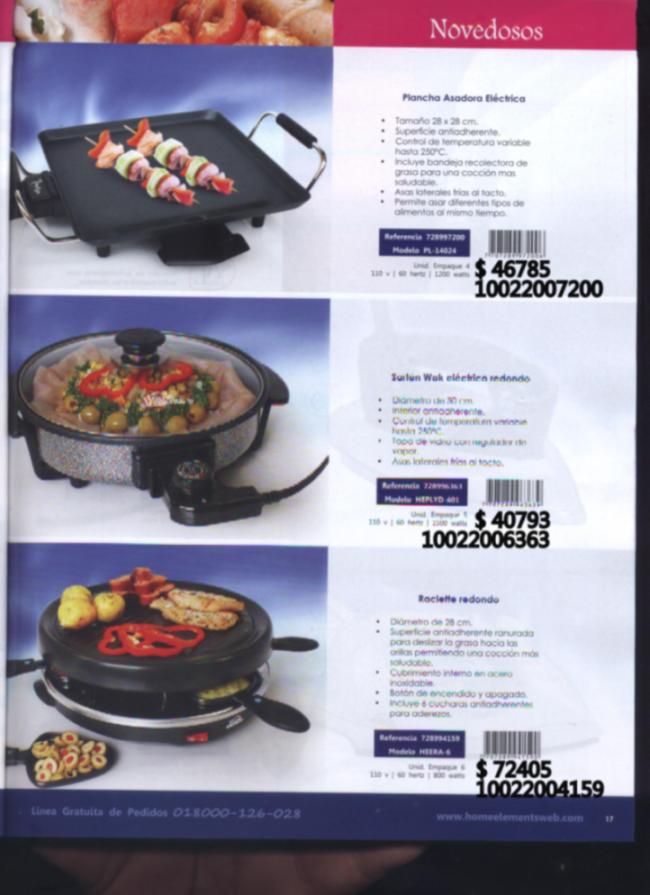 Novedosos
Plancha Asadora Eléctrica
• Tamaño 28 x 28 cm.
• Superficie antiadherente.
• Control de temperatura variable
hasta 250ºC.
• Incluye bandeja recolectora de
grasa para una cocción mas
saludable.
• Asas laterales frías al tacto.
• Permite asar diferentes tipos de
alimentos al mismo tiempo.
Referencia 728997200
Modelo PL-14024
Unid. Empaque 4
110 v | 60 hertz | 1200 watts
$ 46785
10022007200
Sartén Wok eléctrico redondo
• Diámetro de 30 cm.
• Interior antiadherente.
• Control de temperatura variable
hasta 250ºC.
• Tapa de vidrio con regulador de
vapor.
• Asas laterales frías al tacto.
Referencia 728996363
Modelo HEPLYD-401
Unid. Empaque 5
110 v | 60 hertz | 1500 watts
$ 40793
10022006363
Raclette redondo
• Diámetro de 28 cm.
• Superficie antiadherente ranurada
para deslizar la grasa hacia las
orillas permitiendo una cocción más
saludable.
• Cubrimiento interno en acero
inoxidable.
• Botón de encendido y apagado.
• Incluye 6 cucharas antiadherentes
para aderezos.
Referencia 728994159
Modelo HEERA-6
Unid. Empaque 6
110 v | 60 hertz | 800 watts
$ 72405
10022004159
Línea Gratuita de Pedidos 018000-126-028
www.homeelementsweb.com 17